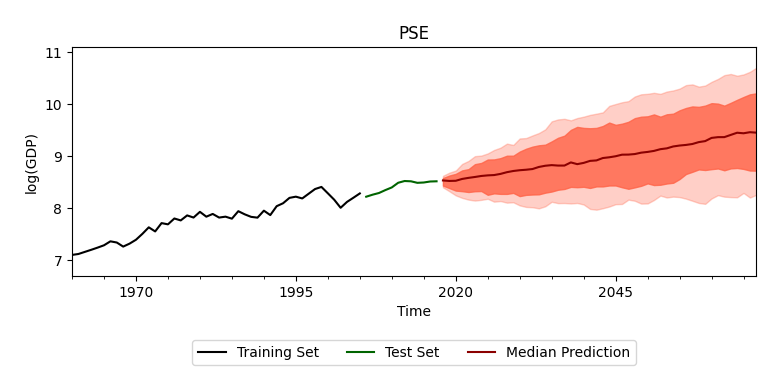 PSE
11
10
9
8
7
log(GDP)
1970
1995
2020
2045
Time
Training Set
Test Set
Median Prediction